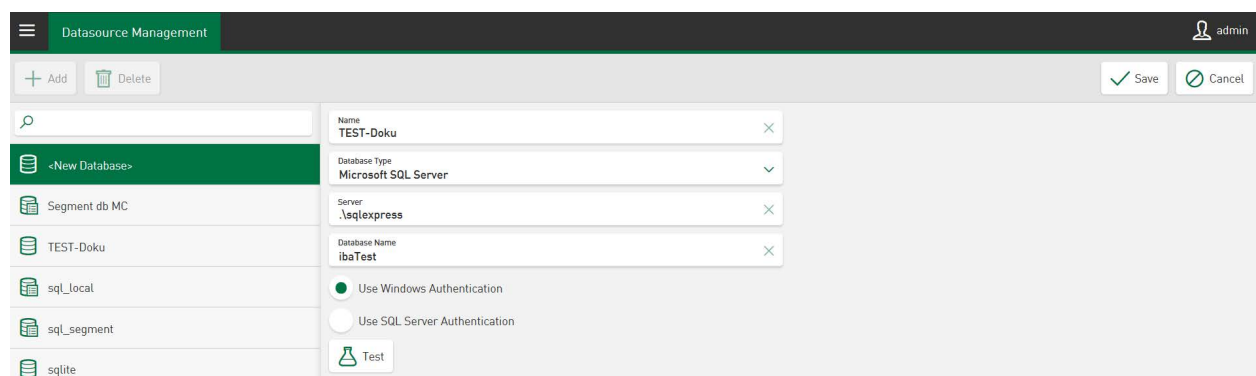 Datasource Management
admin
Add
Delete
Save
Cancel
<New Database>
Segment db MC
TEST-Doku
sql_local
sql_segment
sqlite
Name
TEST-Doku
Database Type
Microsoft SQL Server
Server
.\sqlexpress
Database Name
ibaTest
Use Windows Authentication
Use SQL Server Authentication
Test